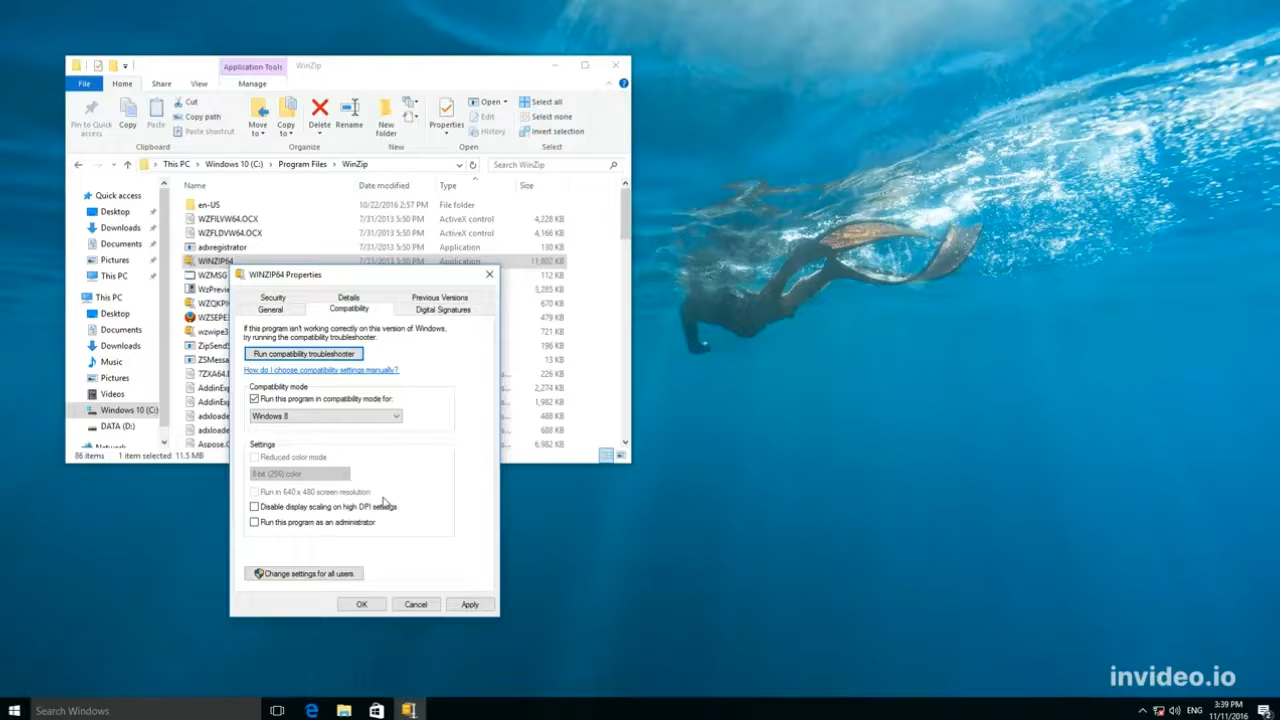 Application Tools
WinZip
File
Home
Share
View
Manage
Pin to Quick access
Copy
Paste
Cut
Copy path
Paste shortcut
Move to
Copy to
Delete
Rename
New folder
Properties
Open
Edit
History
Select all
Select none
Invert selection
Clipboard
Organize
New
Open
Select
This PC > Windows 10 (C:) > Program Files > WinZip
Search WinZip
Name
Date modified
Type
Size
Quick access
Desktop
Downloads
Documents
Pictures
This PC
This PC
Desktop
Documents
Downloads
Music
Pictures
Videos
Windows 10 (C:)
DATA (D:)
en-US 10/22/2016 2:57 PM File folder
WZFILVW64.OCX 7/31/2013 5:50 PM ActiveX control 4,228 KB
WZFLDVW64.OCX 7/31/2013 5:50 PM ActiveX control 4,166 KB
adxregistrator 7/31/2013 5:50 PM Application 130 KB
WINZIP64 7/31/2013 5:50 PM Application 11,802 KB
WZMSG 112 KB
WzPrevie 3,285 KB
WZQKPI 670 KB
WZSEPE 317 KB
wzwipe3 721 KB
ZipSendS 196 KB
ZSMessa 13 KB
7ZXA64.
AddinExp 2,274 KB
AddinExp 1,982 KB
adxloade 488 KB
adxloade 416 KB
Aspose. 6,982 KB
86 items 1 item selected 11.5 MB
WINZIP64 Properties
Security
Details
Previous Versions
General
Compatibility
Digital Signatures
If this program isn't working correctly on this version of Windows,
try running the compatibility troubleshooter.
Run compatibility troubleshooter
How do I choose compatibility settings manually?
Compatibility mode
Run this program in compatibility mode for:
Windows 8
Settings
Reduced color mode
8-bit (256) color
Run in 640 x 480 screen resolution
Disable display scaling on high DPI settings
Run this program as an administrator
Change settings for all users
OK
Cancel
Apply
invideo.io
Search Windows
ENG
3:39 PM
11/11/2016